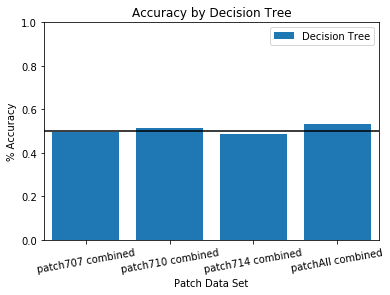 Accuracy by Decision Tree
Decision Tree
% Accuracy
1.0
0.8
0.6
0.4
0.2
0.0
patch707 combined
patch710 combined
patch714 combined
patchAll combined
Patch Data Set